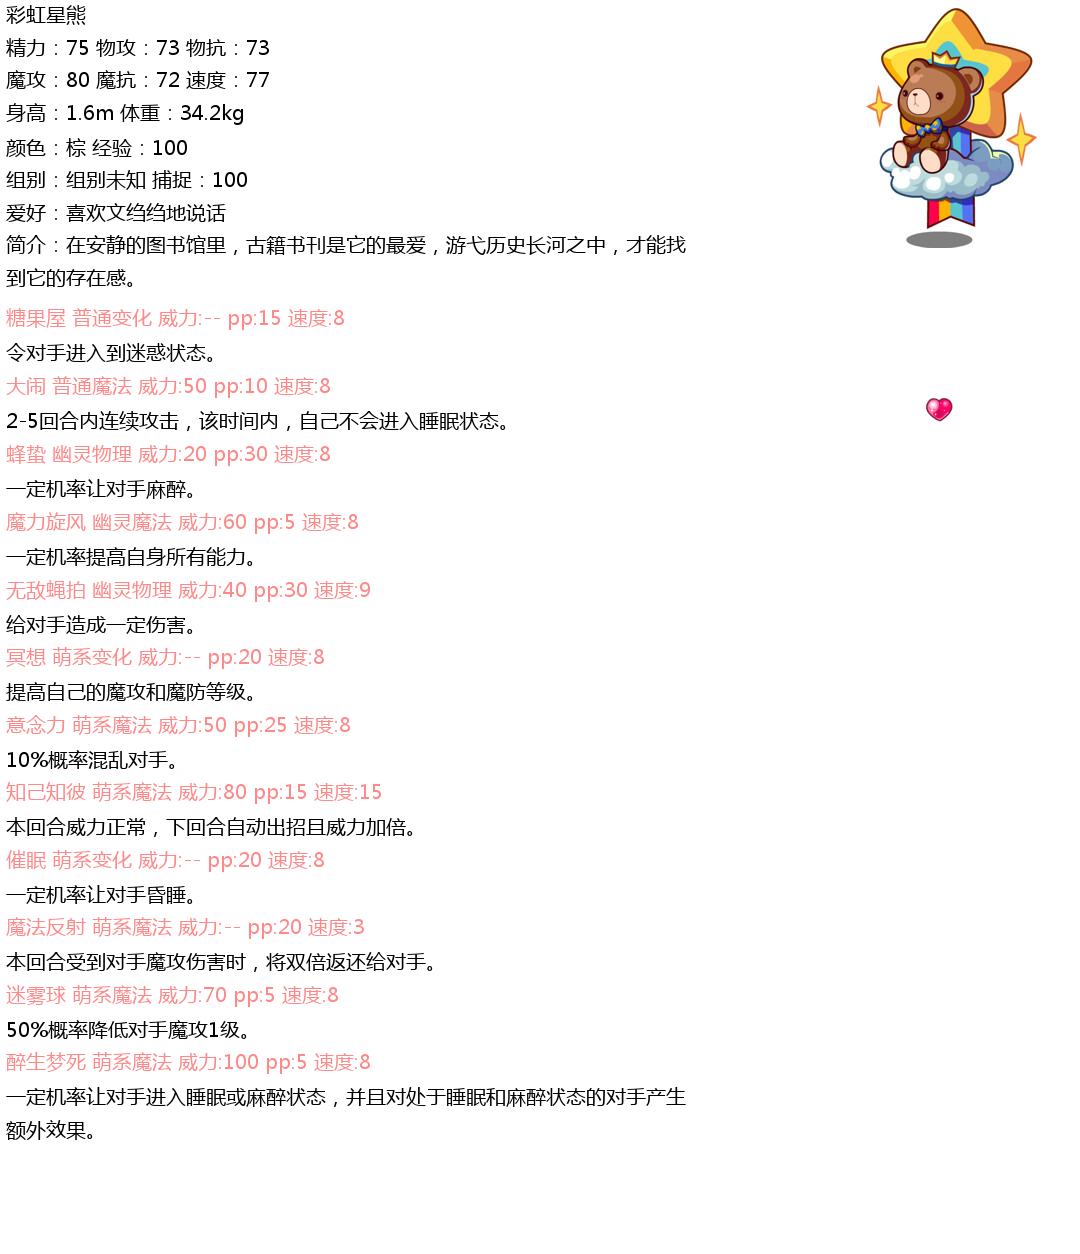 彩虹星熊
精力：75 物攻：73 物抗：73
魔攻：80 魔抗：72 速度：77
身高：1.6m 体重：34.2kg
颜色：棕 经验：100
组别：组别未知 捕捉：100
爱好：喜欢文绉绉地说话
简介：在安静的图书馆里，古籍书刊是它的最爱，游弋历史长河之中，才能找
到它的存在感。
糖果屋 普通变化 威力:-- pp:15 速度:8
令对手进入到迷惑状态。
大闹 普通魔法 威力:50 pp:10 速度:8
2-5回合内连续攻击，该时间内，自己不会进入睡眠状态。
蜂蛰 幽灵物理 威力:20 pp:30 速度:8
一定机率让对手麻醉。
魔力旋风 幽灵魔法 威力:60 pp:5 速度:8
一定机率提高自身所有能力。
无敌蝇拍 幽灵物理 威力:40 pp:30 速度:9
给对手造成一定伤害。
冥想 萌系变化 威力:-- pp:20 速度:8
提高自己的魔攻和魔防等级。
意念力 萌系魔法 威力:50 pp:25 速度:8
10%概率混乱对手。
知己知彼 萌系魔法 威力:80 pp:15 速度:15
本回合威力正常，下回合自动出招且威力加倍。
催眠 萌系变化 威力:-- pp:20 速度:8
一定机率让对手昏睡。
魔法反射 萌系魔法 威力:-- pp:20 速度:3
本回合受到对手魔攻伤害时，将双倍返还给对手。
迷雾球 萌系魔法 威力:70 pp:5 速度:8
50%概率降低对手魔攻1级。
醉生梦死 萌系魔法 威力:100 pp:5 速度:8
一定机率让对手进入睡眠或麻醉状态，并且对处于睡眠和麻醉状态的对手产生
额外效果。